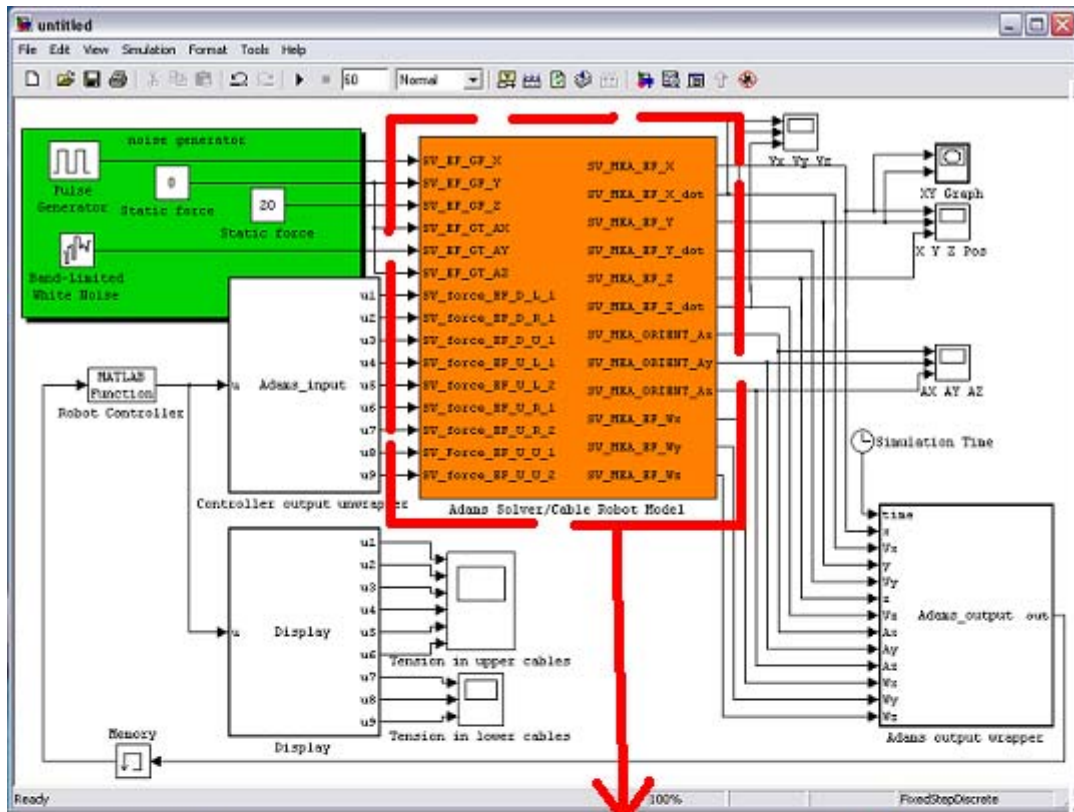 untitled
File Edit View Simulation Format Tools Help
60
Normal
noise generator
Pulse
Generator
0
Static force
20
Static force
Band-Limited
White Noise
SV_EF_GF_X
SV_EF_GF_Y
SV_EF_GF_Z
SV_EF_GT_AX
SV_EF_GT_AY
SV_EF_GT_AZ
SV_force_EF_D_L_1
SV_force_EF_D_R_1
SV_force_EF_D_U_1
SV_force_EF_U_L_1
SV_force_EF_U_L_2
SV_force_EF_U_R_1
SV_force_EF_U_R_2
SV_Force_EF_U_U_1
SV_force_EF_U_U_2
SV_MEA_EF_X
SV_MEA_EF_X_dot
SV_MEA_EF_Y
SV_MEA_EF_Y_dot
SV_MEA_EF_Z
SV_MEA_EF_Z_dot
SV_MEA_ORIENT_Ax
SV_MEA_ORIENT_Ay
SV_MEA_ORIENT_Az
SV_MEA_EF_Wx
SV_MEA_EF_Wy
SV_MEA_EF_Wz
Adams Solver/Cable Robot Model
Vx Vy Vz
XY Graph
X Y Z Pos
AX AY AZ
Simulation Time
MATLAB
Function
Robot Controller
u
Adams_input
u1
u2
u3
u4
u5
u6
u7
u8
u9
Controller output unwrapper
u
Display
u1
u2
u3
u4
u5
u6
u7
u8
u9
Display
Tension in upper cables
Tension in lower cables
Memory
time
x
Vx
y
Vy
z
Vz
Ax
Ay
Az
Wx
Wy
Wz
Adams_output
out
Adams output wrapper
Ready
100%
FixedStepDiscrete